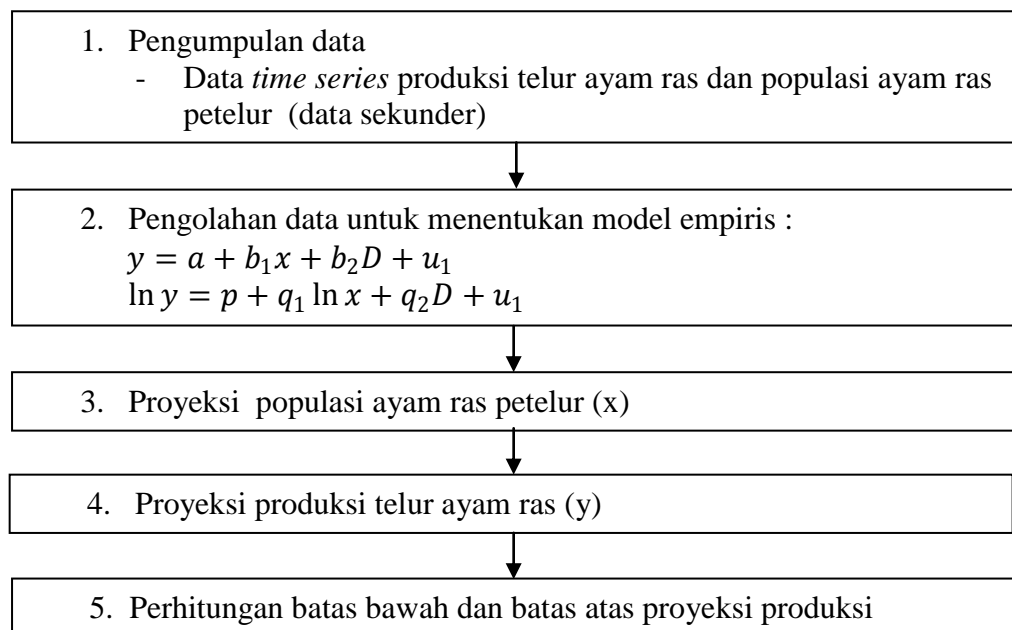 1. Pengumpulan data
- Data time series produksi telur ayam ras dan populasi ayam ras
petelur (data sekunder)
2. Pengolahan data untuk menentukan model empiris :
𝑦 = 𝑎 + 𝑏₁𝑥 + 𝑏₂𝐷 + 𝑢₁
ln 𝑦 = 𝑝 + 𝑞₁ ln 𝑥 + 𝑞₂𝐷 + 𝑢₁
3. Proyeksi populasi ayam ras petelur (x)
4. Proyeksi produksi telur ayam ras (y)
5. Perhitungan batas bawah dan batas atas proyeksi produksi